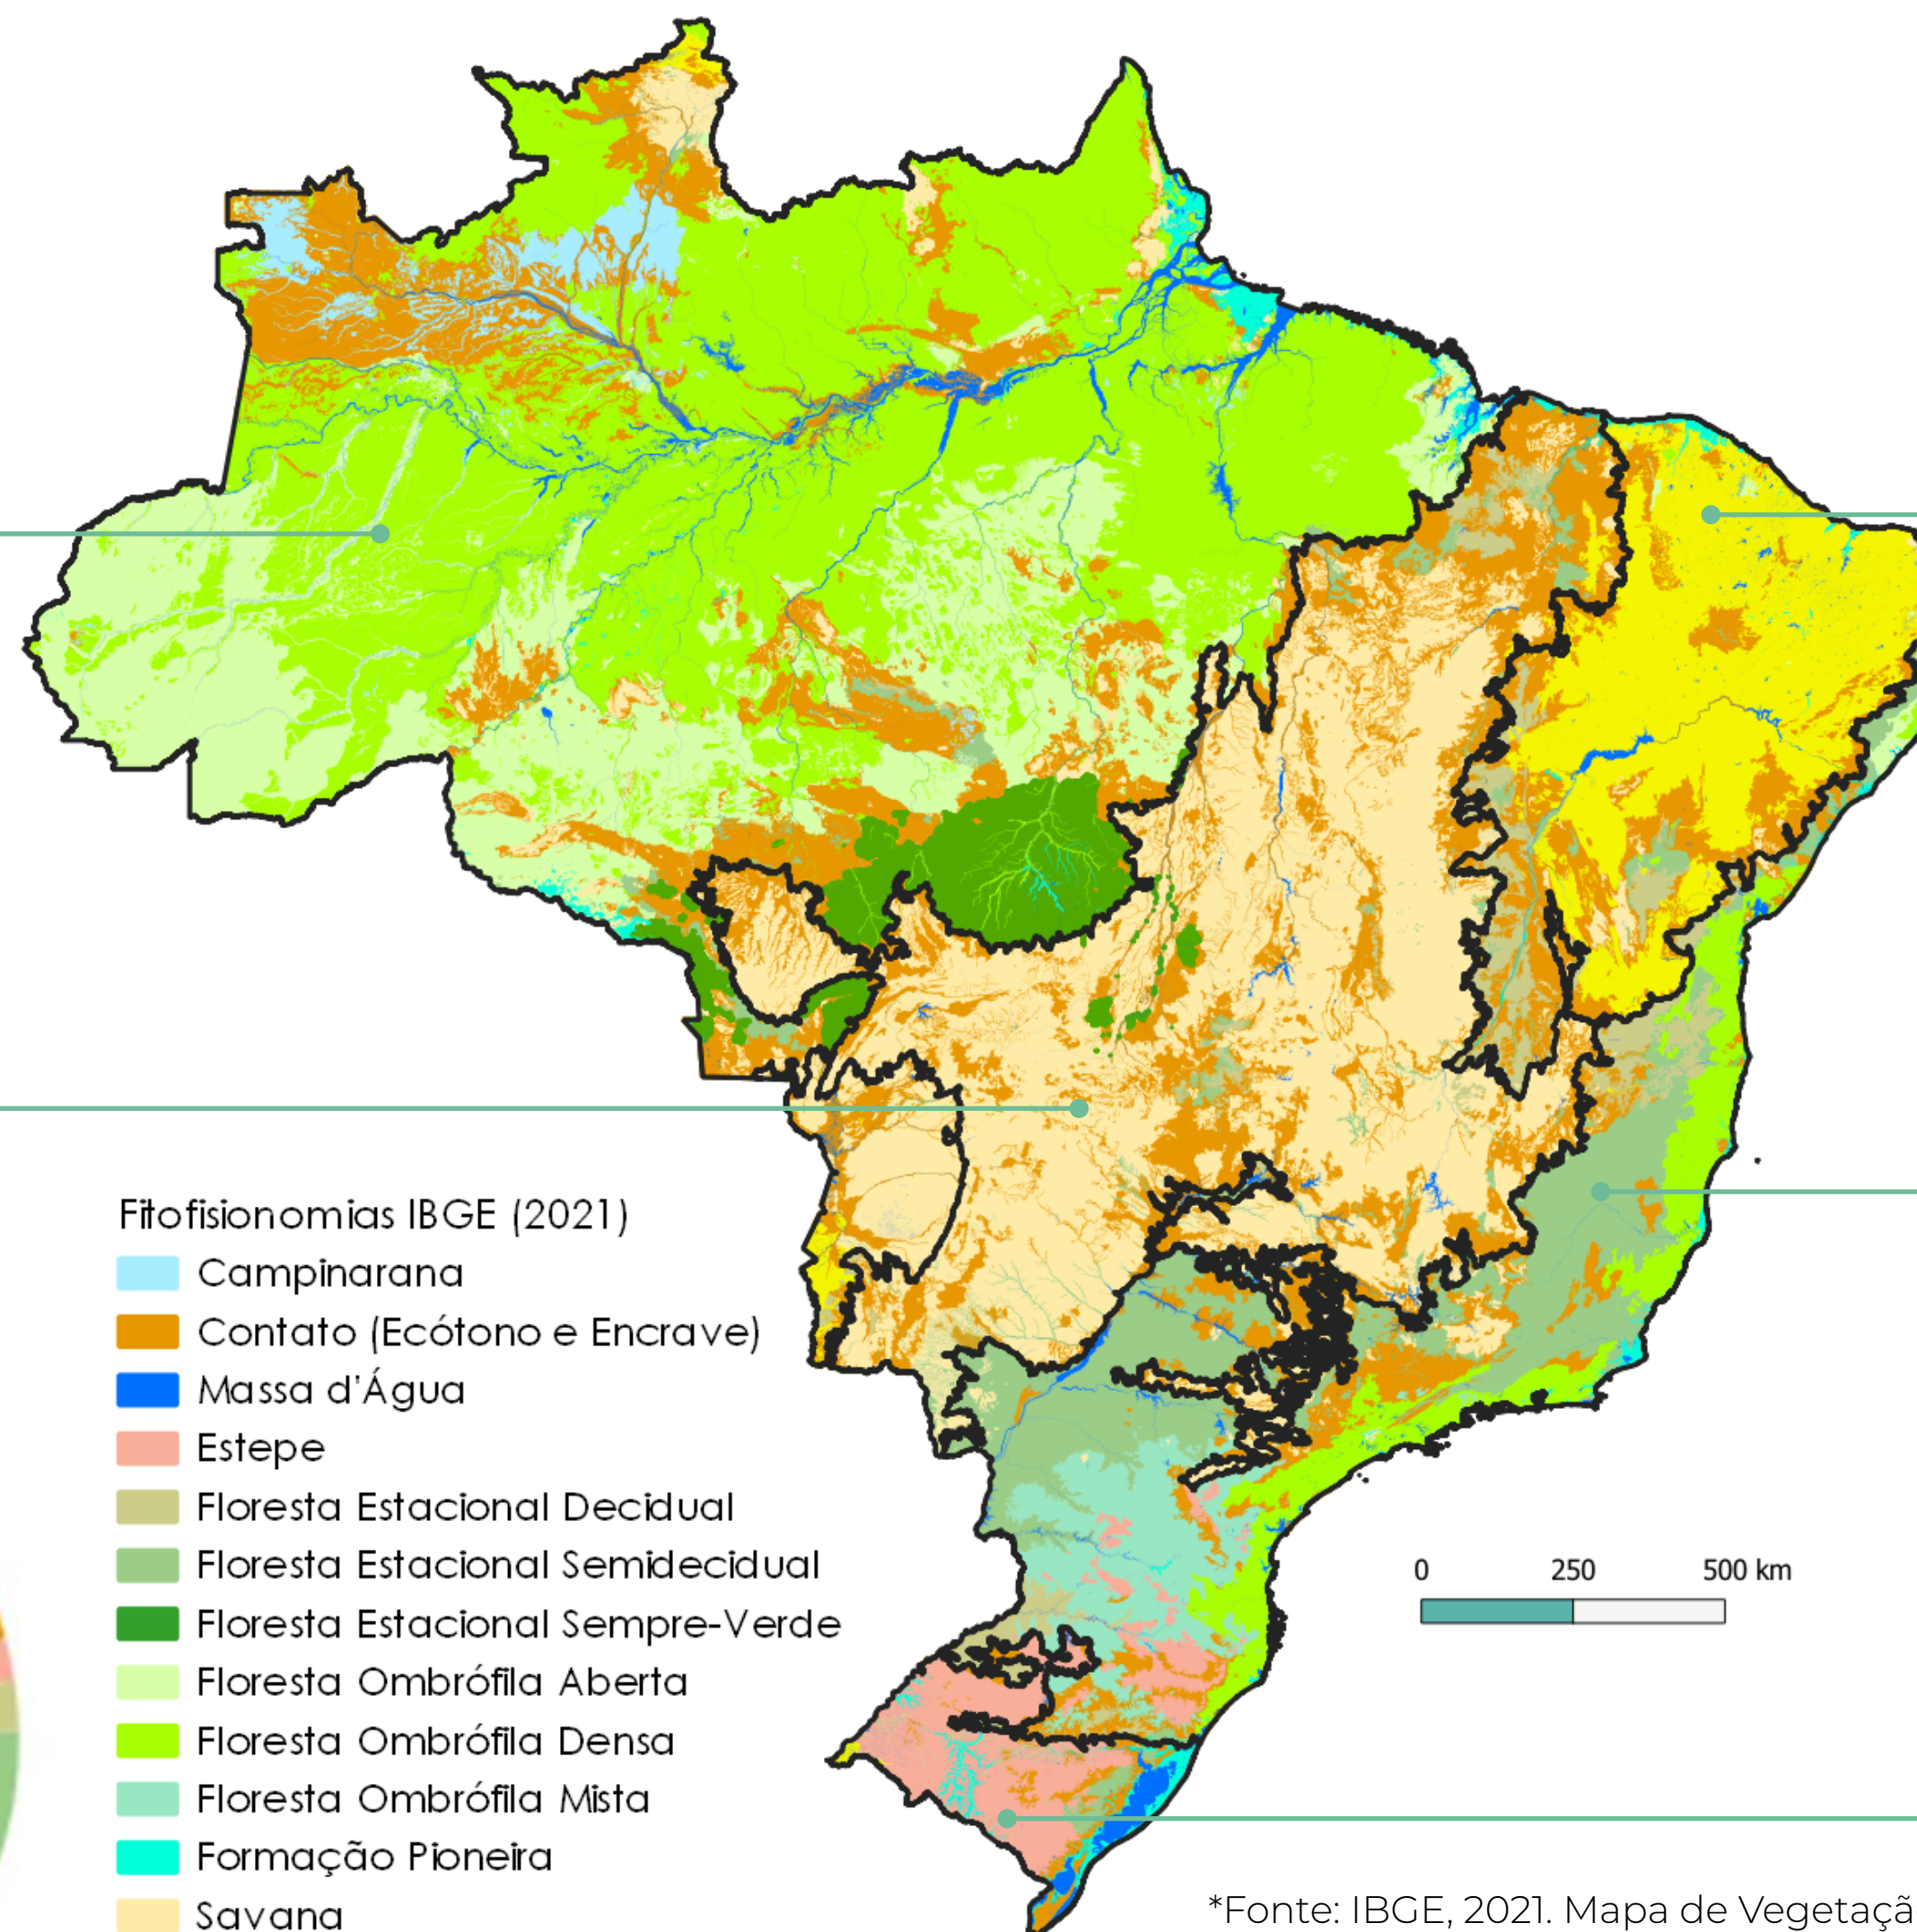 Fitofisionomias IBGE (2021)
Campinarana
Contato (Ecótono e Encrave)
Massa d'Água
Estepe
Floresta Estacional Decidual
Floresta Estacional Semidecidual
Floresta Estacional Sempre-Verde
Floresta Ombrófila Aberta
Floresta Ombrófila Densa
Floresta Ombrófila Mista
Formação Pioneira
Savana
0 250 500 km
*Fonte: IBGE, 2021. Mapa de Vegetaçã